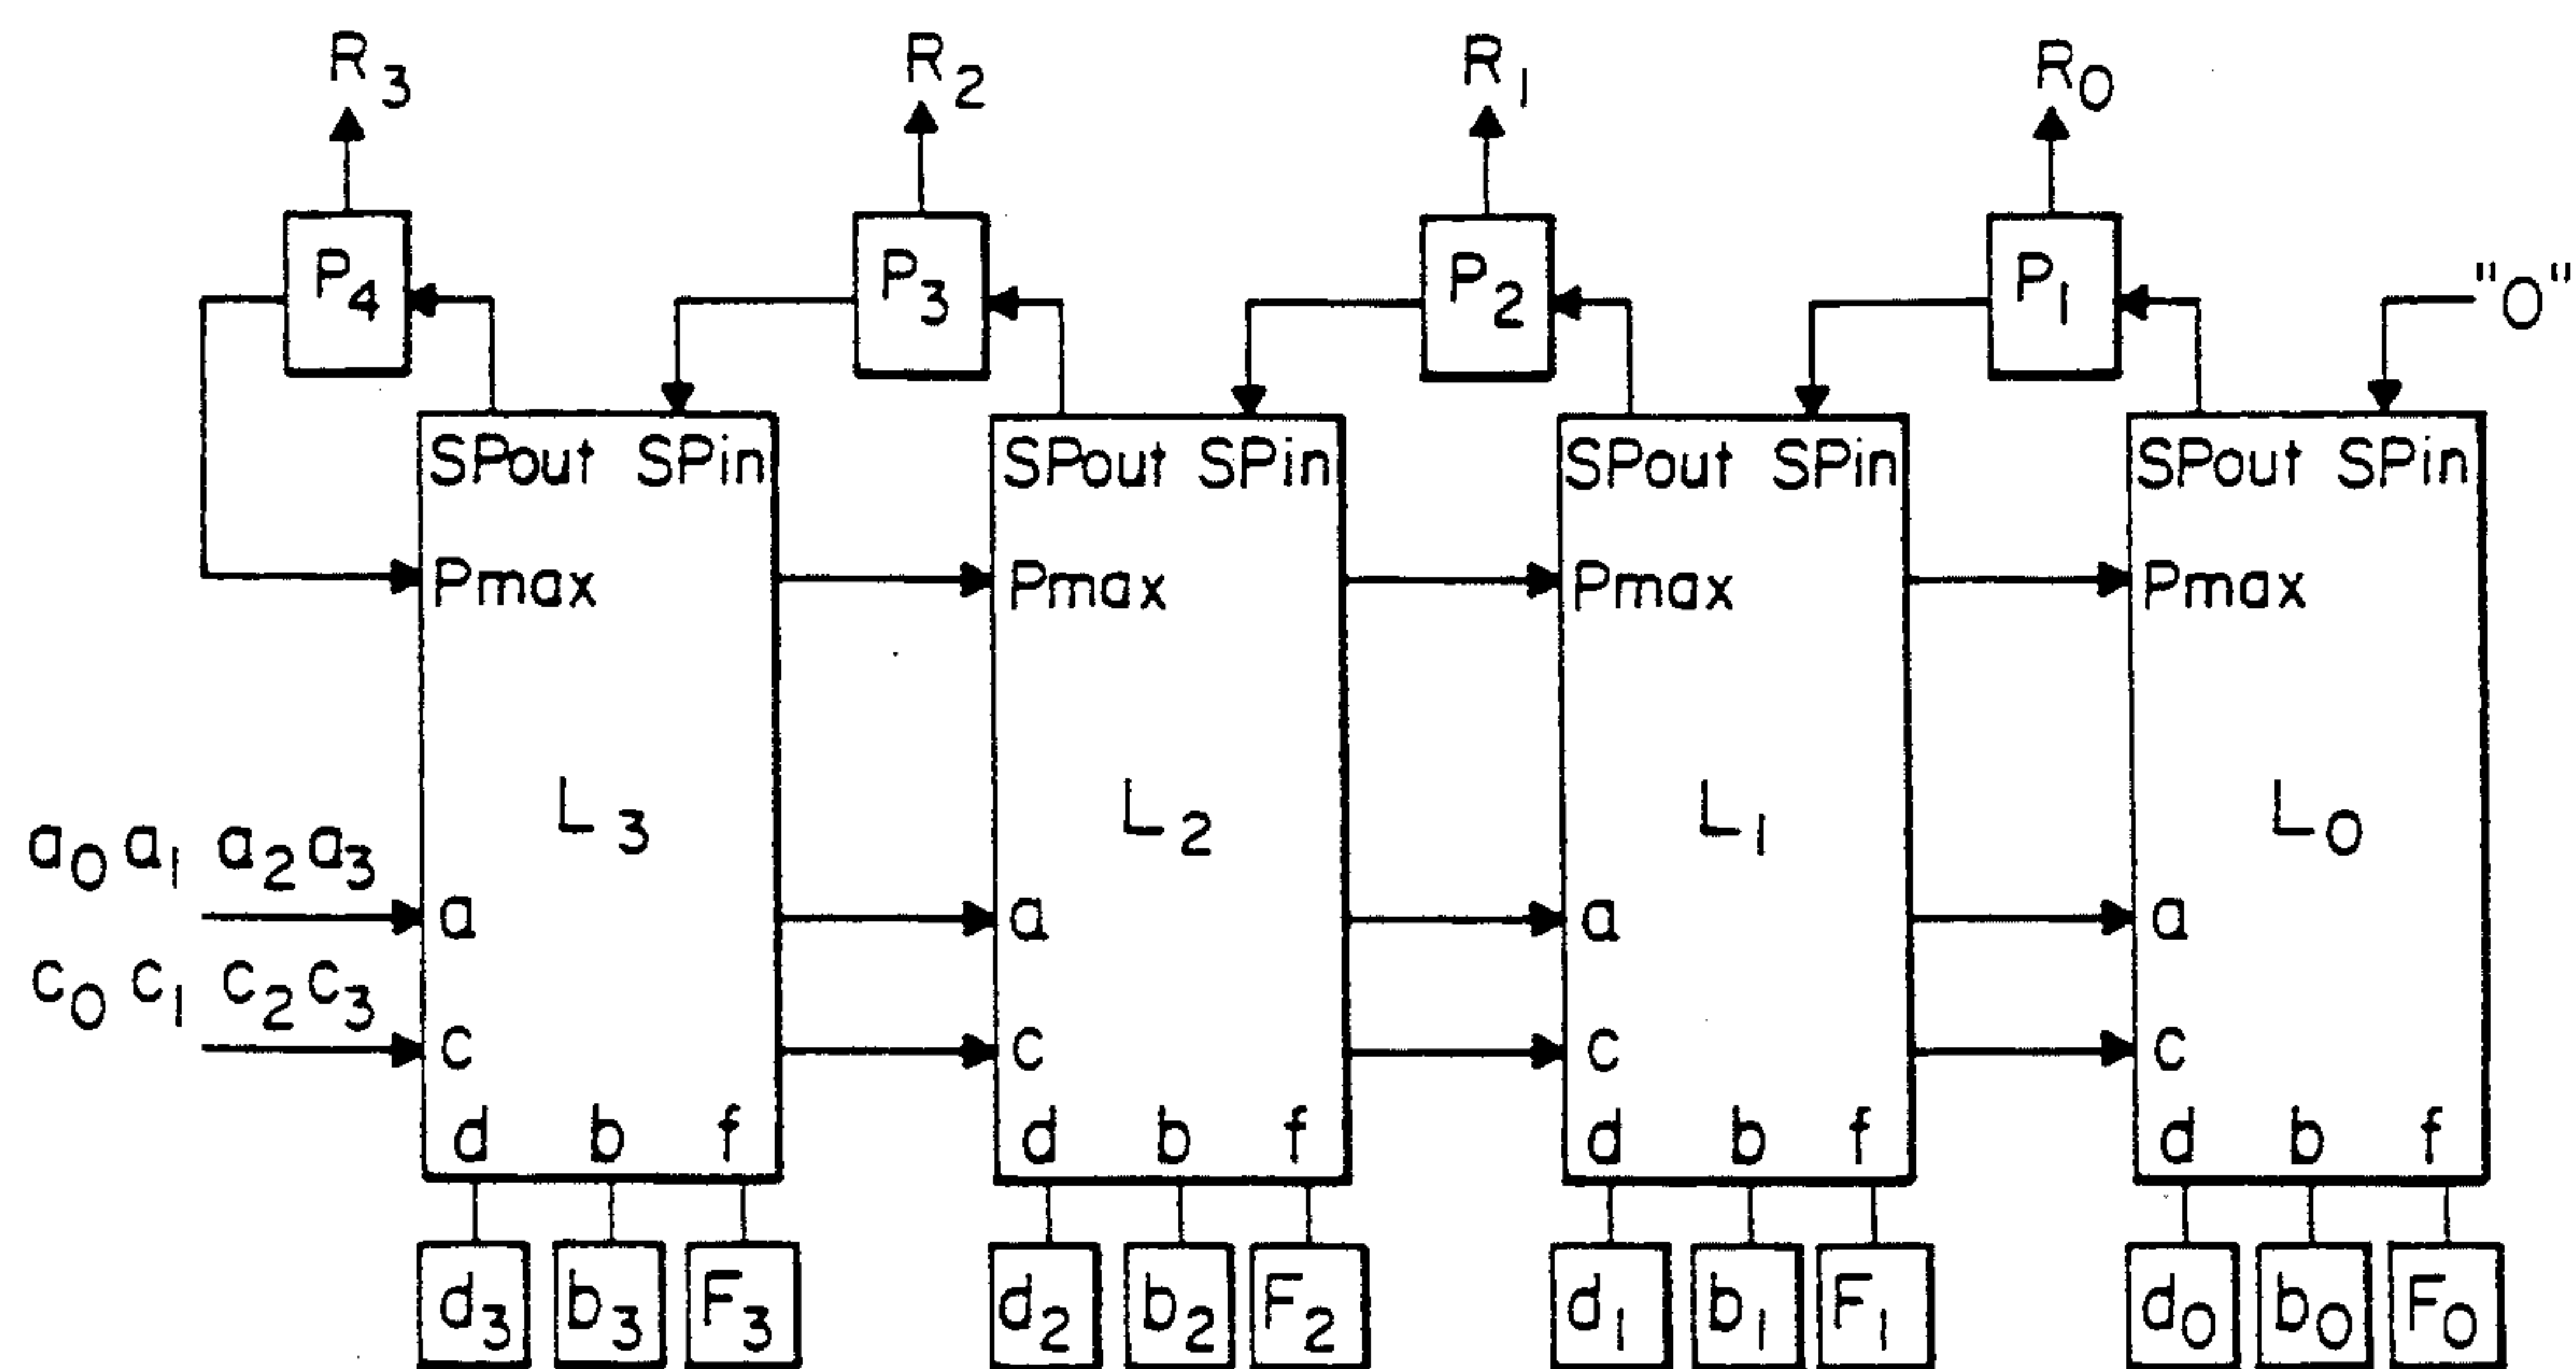 R3 R2 R1 R0
P4 P3 P2 P1 "0"
SPout SPin SPout SPin SPout SPin SPout SPin
Pmax Pmax Pmax Pmax
L3 L2 L1 L0
a0 a1 a2 a3
a a a a
c0 c1 c2 c3
c c c c
d b f d b f d b f d b f
d3 b3 F3 d2 b2 F2 d1 b1 F1 d0 b0 F0